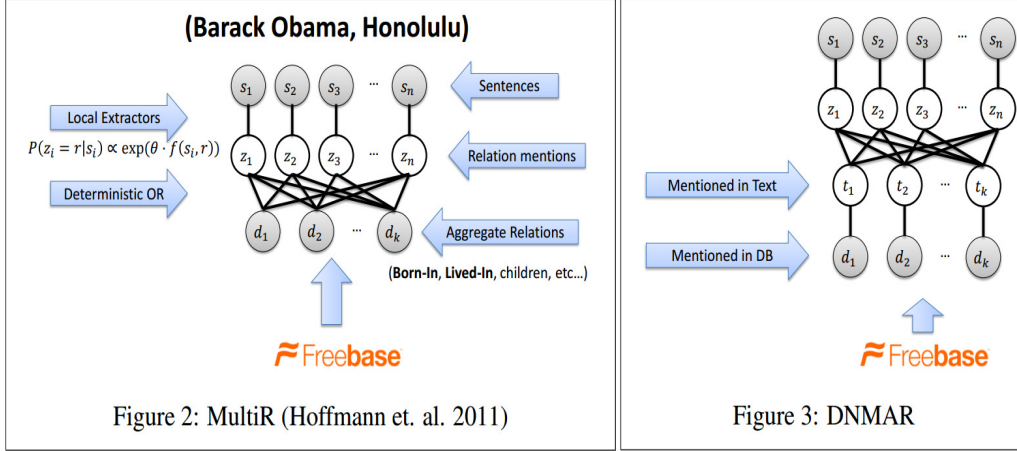 (Barack Obama, Honolulu)
s₁ s₂ s₃ ... sₙ
Sentences
Local Extractors
P(zᵢ = r|sᵢ) ∝ exp(θ · f(sᵢ, r))
z₁ z₂ z₃ ... zₙ
Relation mentions
Deterministic OR
d₁ d₂ ... dₖ
Aggregate Relations
(Born-In, Lived-In, children, etc...)
Freebase
Figure 2: MultiR (Hoffmann et. al. 2011)
s₁ s₂ s₃ ... sₙ
z₁ z₂ z₃ ... zₙ
Mentioned in Text
t₁ t₂ ... tₖ
Mentioned in DB
d₁ d₂ ... dₖ
Freebase
Figure 3: DNMAR